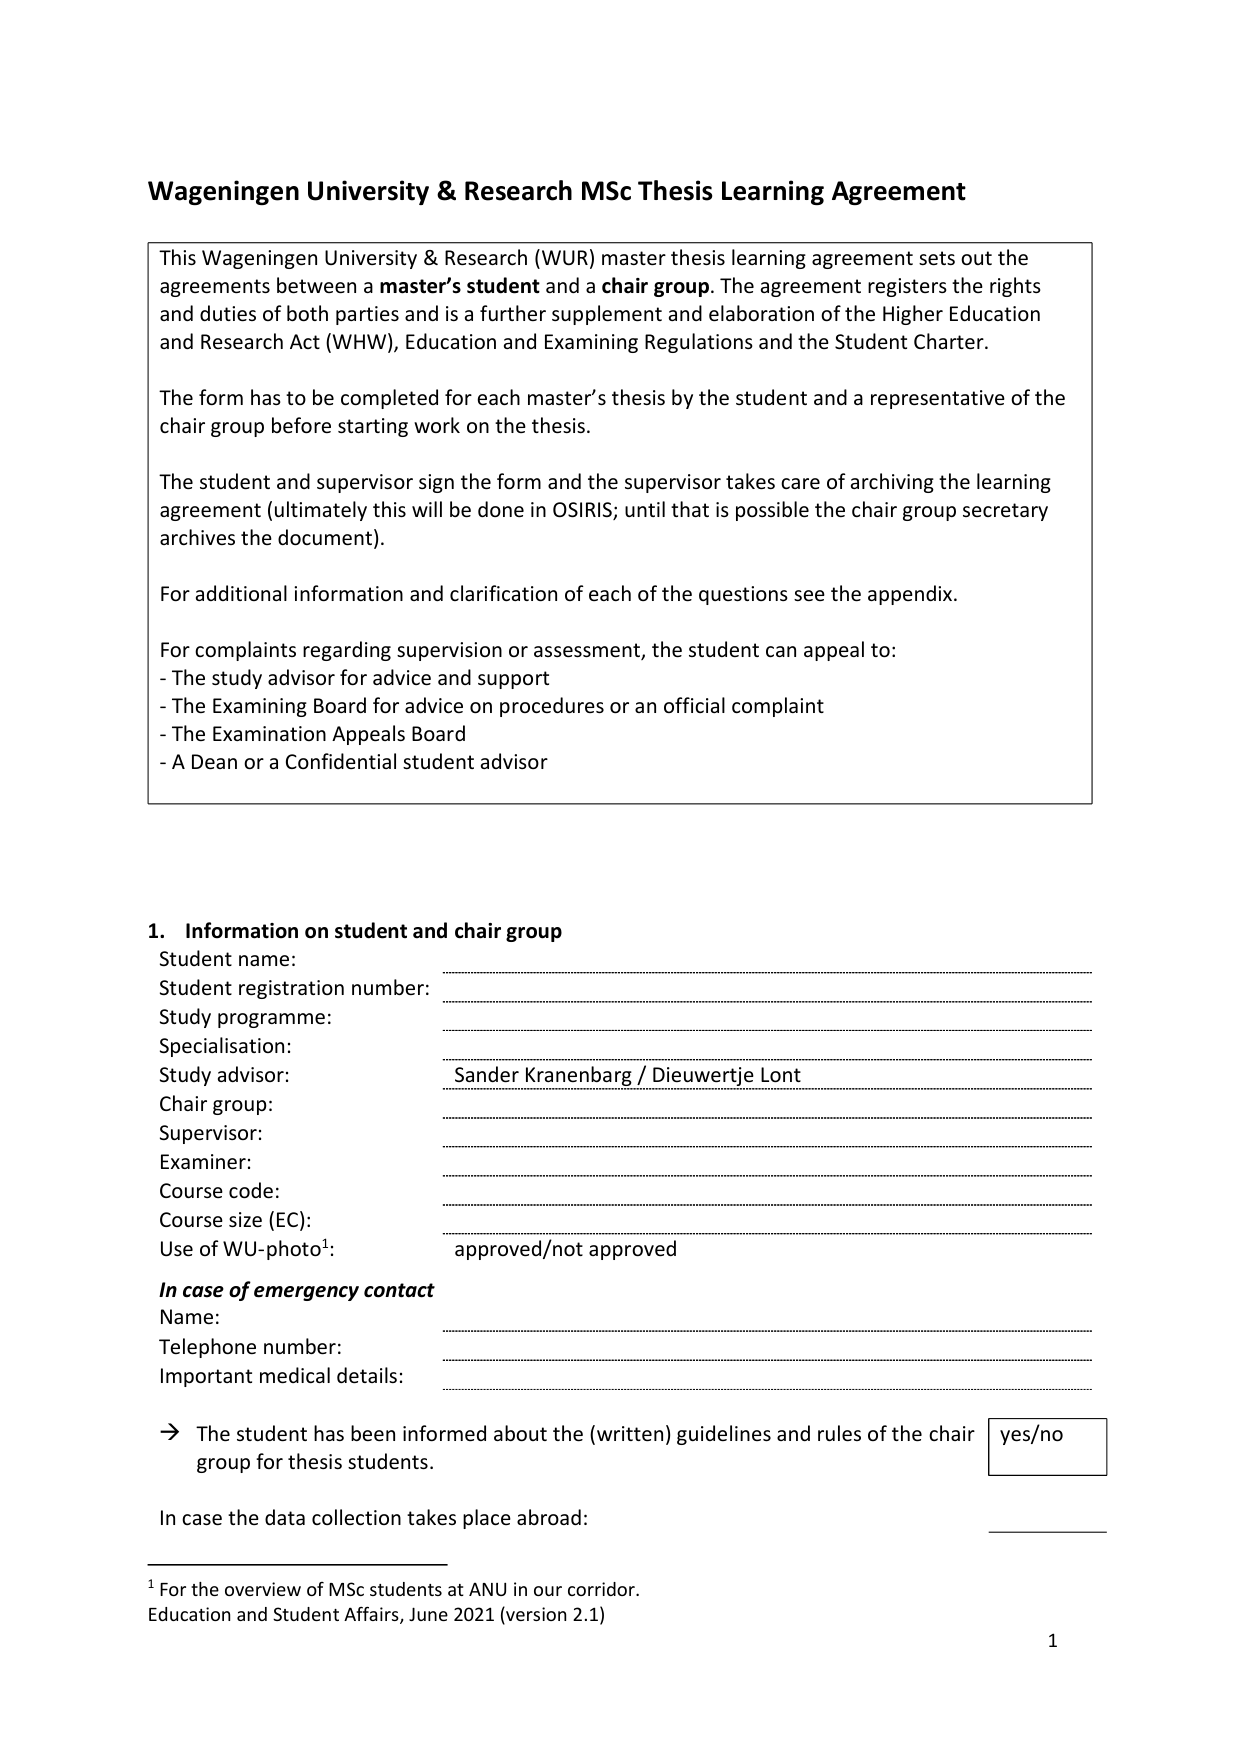 Wageningen University & Research MSc Thesis Learning Agreement
This Wageningen University & Research (WUR) master thesis learning agreement sets out the
agreements between a master’s student and a chair group. The agreement registers the rights
and duties of both parties and is a further supplement and elaboration of the Higher Education
and Research Act (WHW), Education and Examining Regulations and the Student Charter.
The form has to be completed for each master’s thesis by the student and a representative of the
chair group before starting work on the thesis.
The student and supervisor sign the form and the supervisor takes care of archiving the learning
agreement (ultimately this will be done in OSIRIS; until that is possible the chair group secretary
archives the document).
For additional information and clarification of each of the questions see the appendix.
For complaints regarding supervision or assessment, the student can appeal to:
- The study advisor for advice and support
- The Examining Board for advice on procedures or an official complaint
- The Examination Appeals Board
- A Dean or a Confidential student advisor
1. Information on student and chair group
Student name:
Student registration number:
Study programme:
Specialisation:
Study advisor: Sander Kranenbarg / Dieuwertje Lont
Chair group:
Supervisor:
Examiner:
Course code:
Course size (EC):
Use of WU-photo¹: approved/not approved
In case of emergency contact
Name:
Telephone number:
Important medical details:
→ The student has been informed about the (written) guidelines and rules of the chair yes/no
group for thesis students.
In case the data collection takes place abroad:
¹ For the overview of MSc students at ANU in our corridor.
Education and Student Affairs, June 2021 (version 2.1)
1